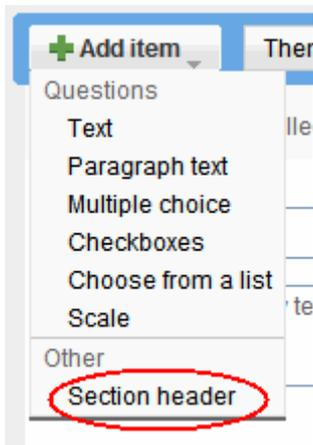 Add item
Questions
Text
Paragraph text
Multiple choice
Checkboxes
Choose from a list
Scale
Other
Section header